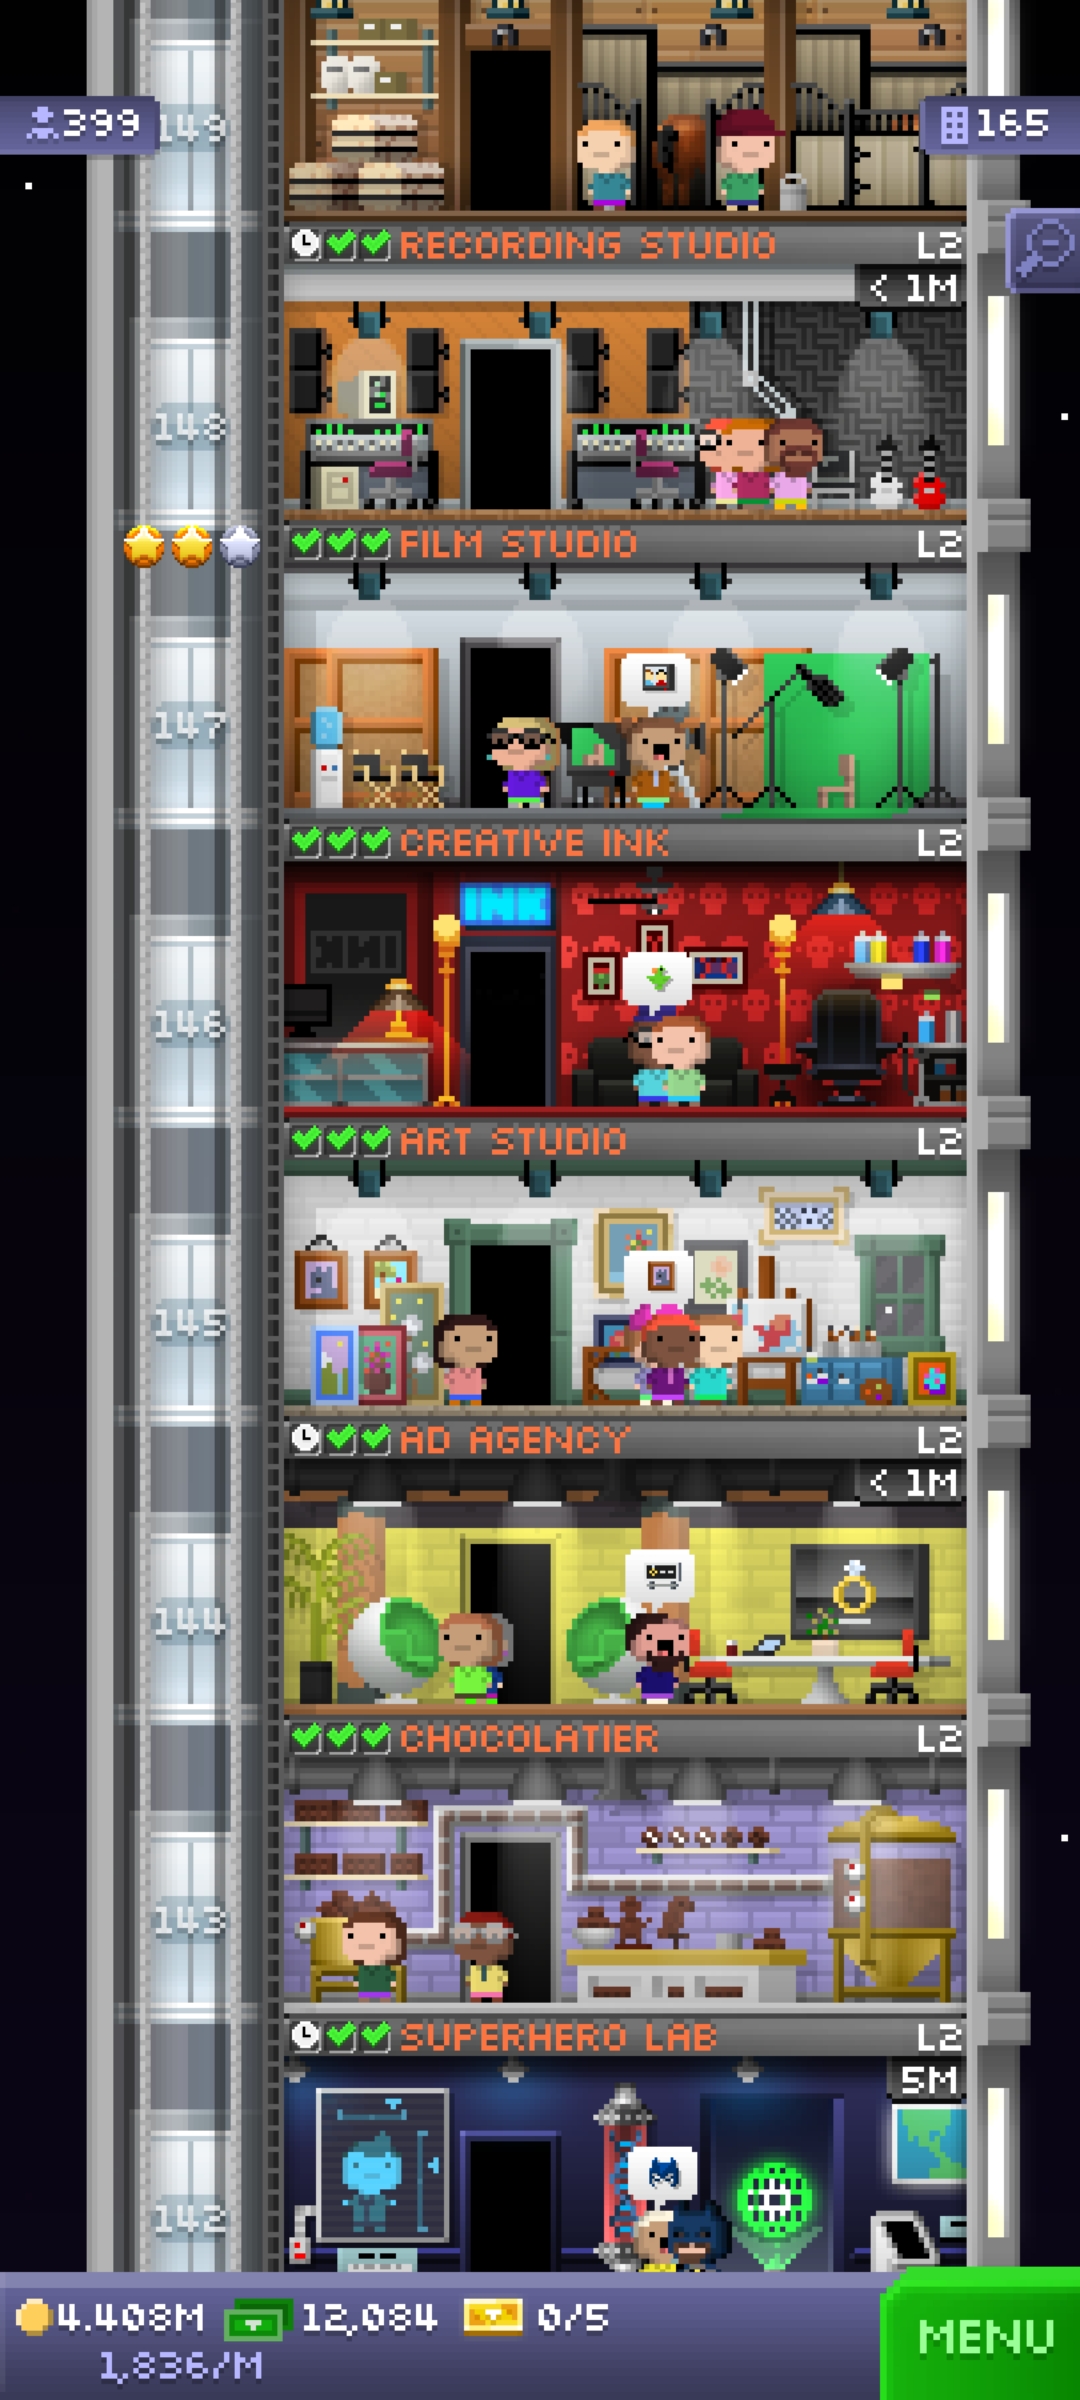 399
149
165
RECORDING STUDIO L2
< 1M
148
FILM STUDIO L2
147
CREATIVE INK L2
INK
146
ART STUDIO L2
145
AD AGENCY L2
< 1M
144
CHOCOLATIER L2
143
SUPERHERO LAB L2
5M
142
4.408M 12,084 0/5
1,836/M
MENU